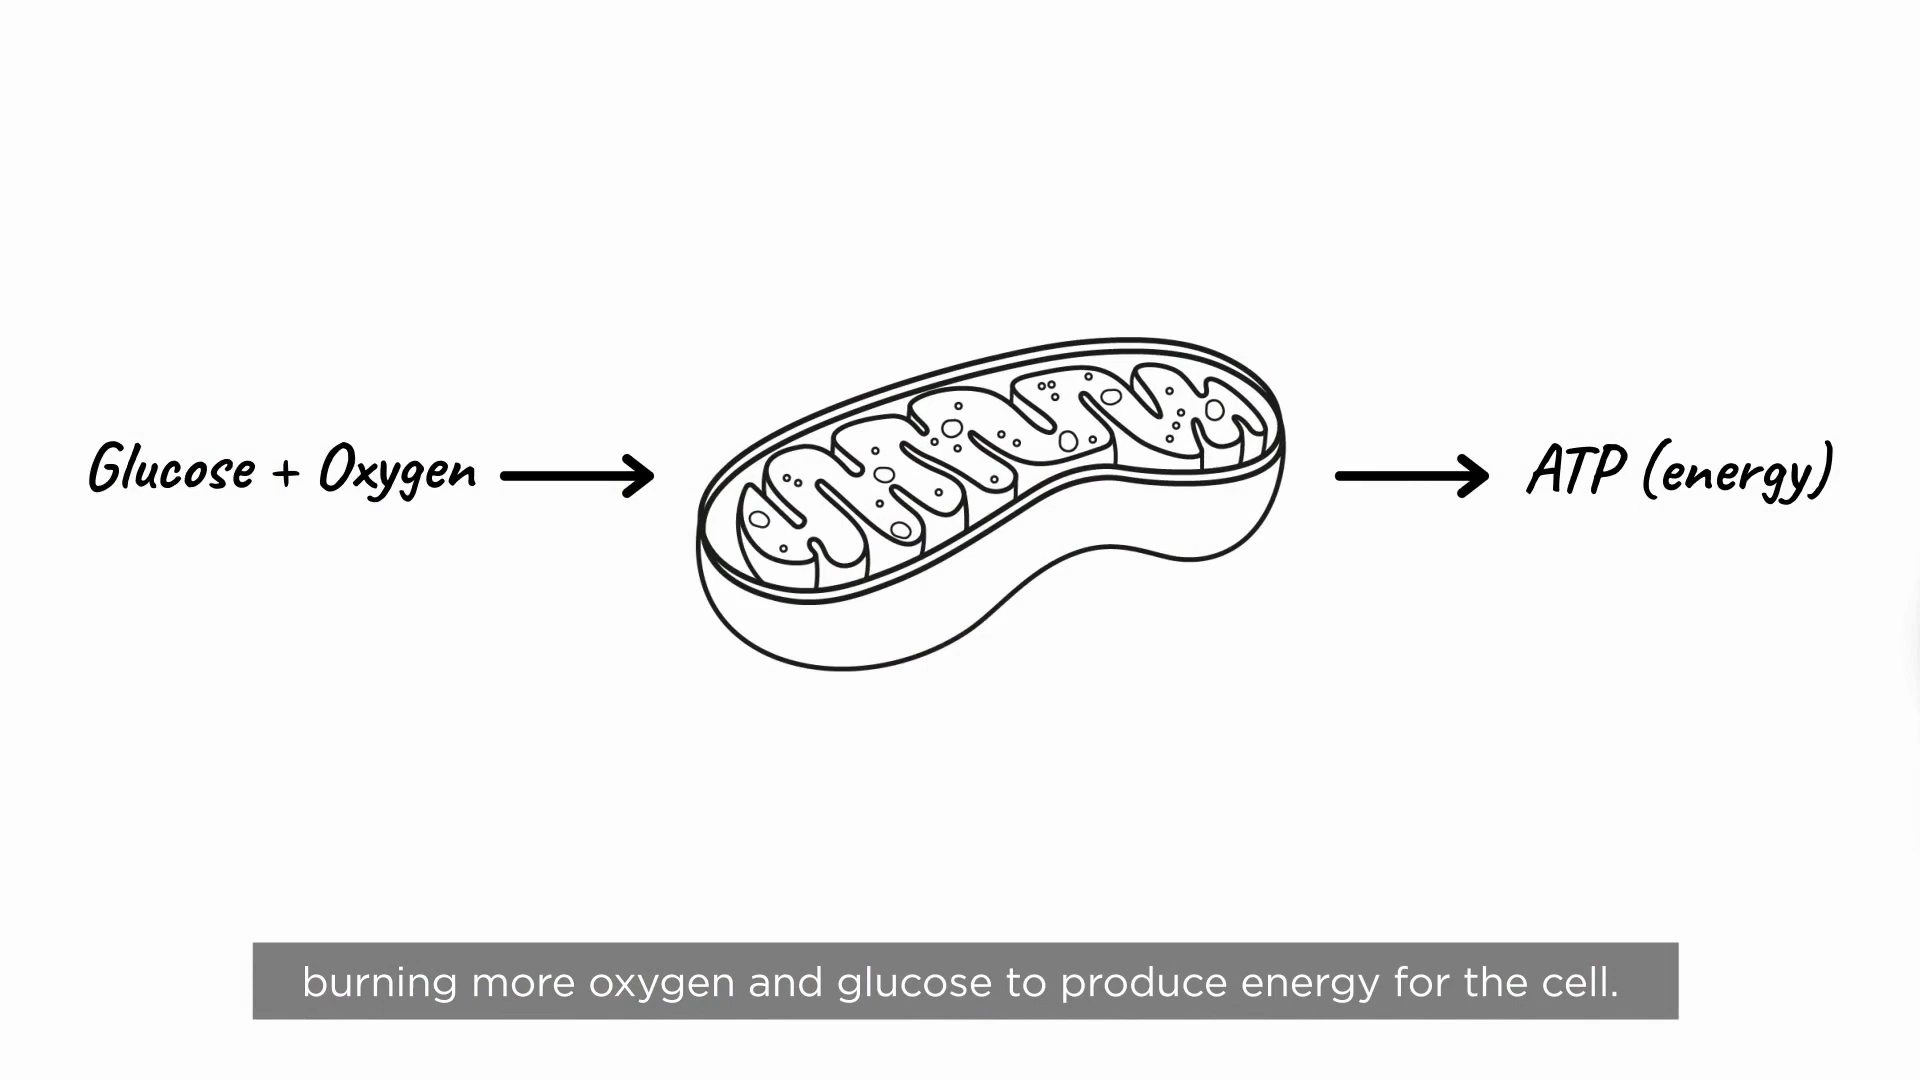 Glucose + Oxygen
ATP (energy)
burning more oxygen and glucose to produce energy for the cell.